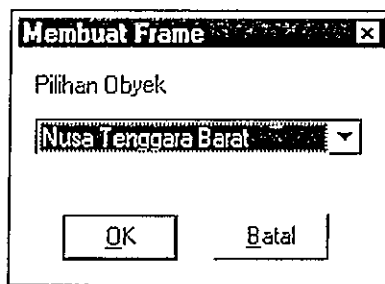 Membuat Frame
Pilihan Obyek
Nusa Tenggara Barat
OK
Batal